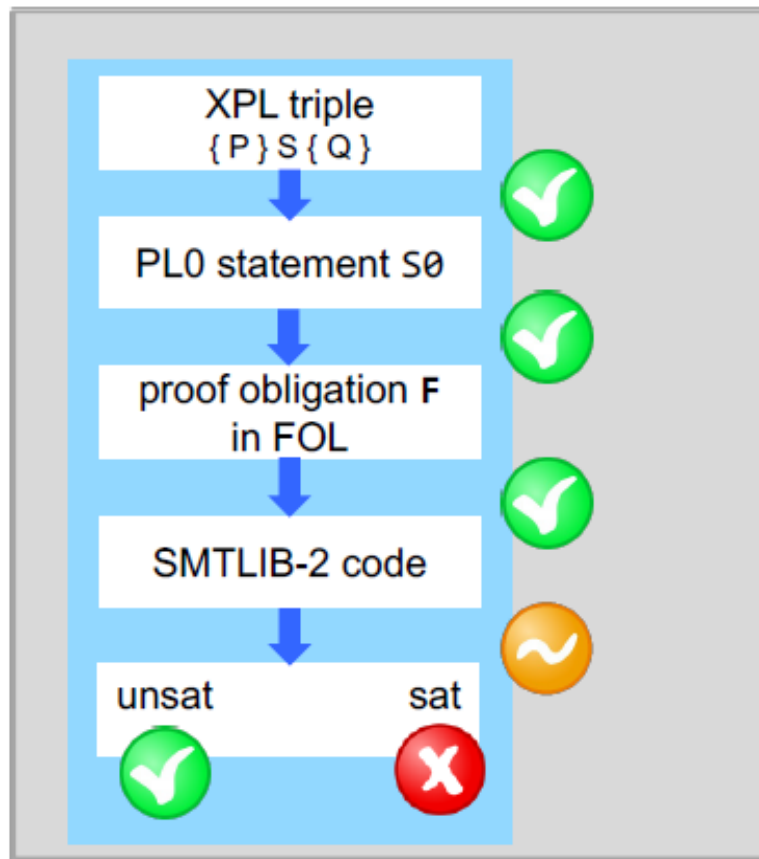 XPL triple
{ P } S { Q }
PL0 statement S0
proof obligation F
in FOL
SMTLIB-2 code
unsat sat